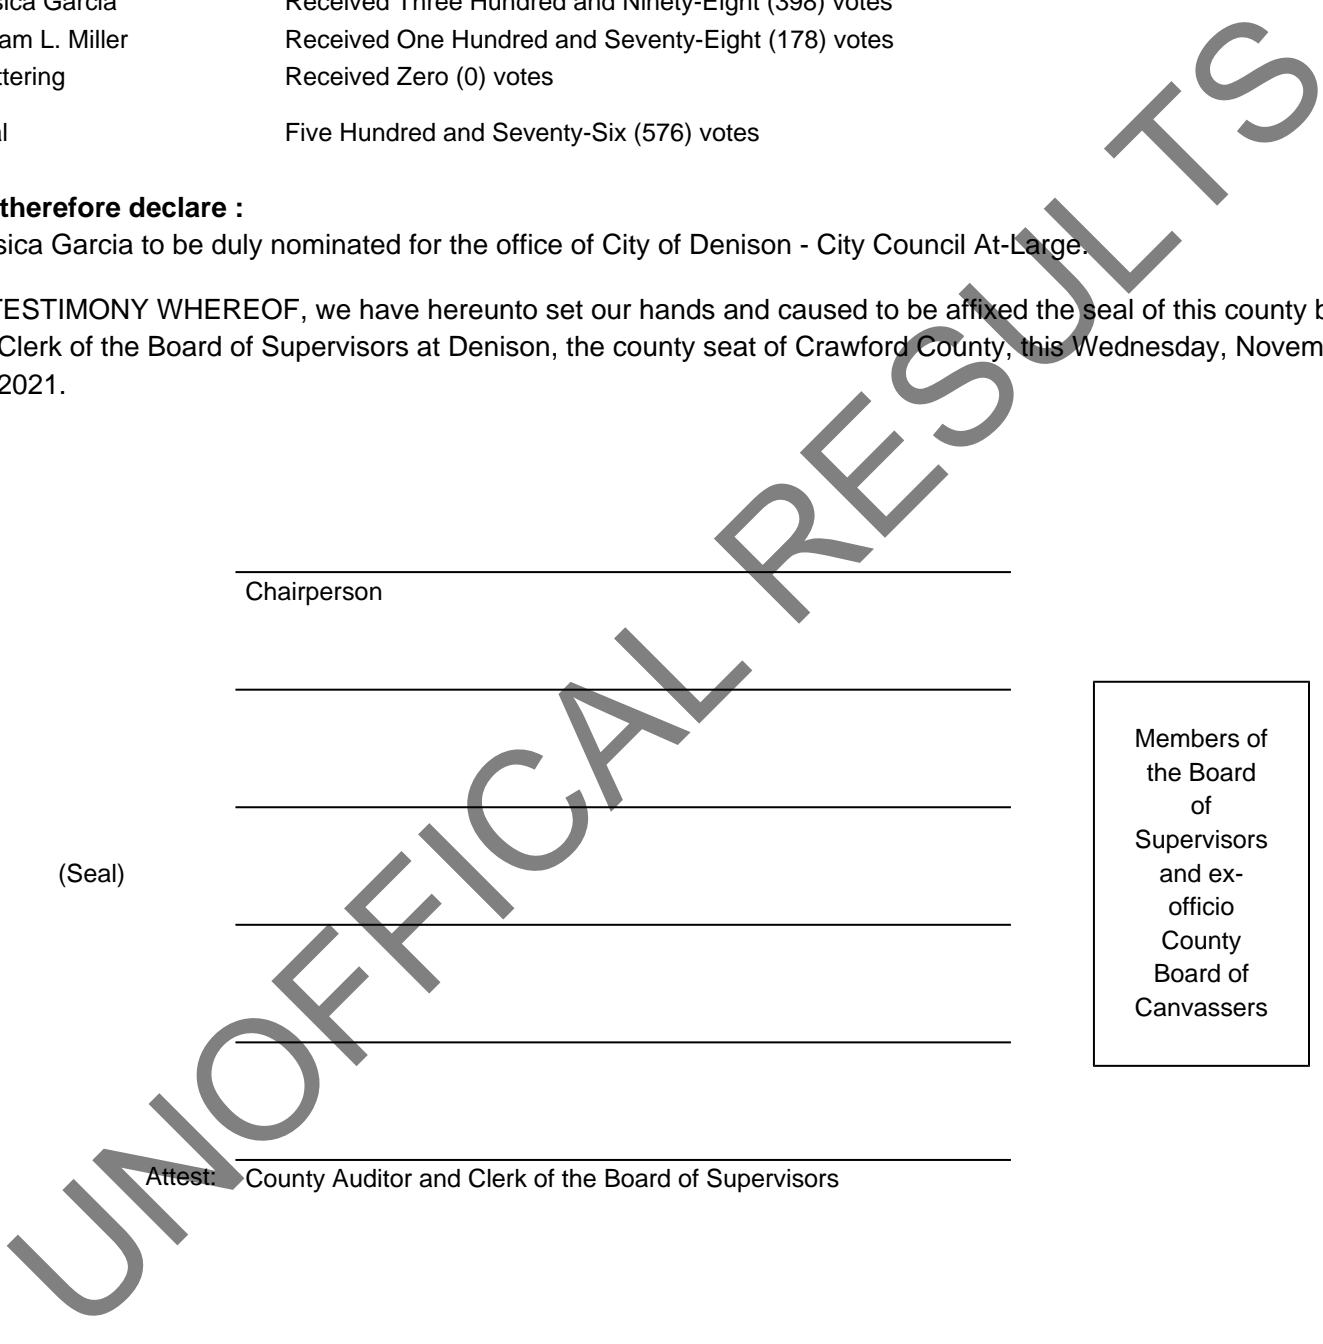 sica Garcia Received Three Hundred and Ninety-Eight (398) votes
am L. Miller Received One Hundred and Seventy-Eight (178) votes
ttering Received Zero (0) votes
al Five Hundred and Seventy-Six (576) votes
therefore declare :
sica Garcia to be duly nominated for the office of City of Denison - City Council At-Large.
TESTIMONY WHEREOF, we have hereunto set our hands and caused to be affixed the seal of this county b
Clerk of the Board of Supervisors at Denison, the county seat of Crawford County, this Wednesday, Novem
2021.
Chairperson
Members of
the Board
of
Supervisors
and ex-
officio
County
Board of
Canvassers
(Seal)
Attest: County Auditor and Clerk of the Board of Supervisors
UNOFFICAL RESULTS